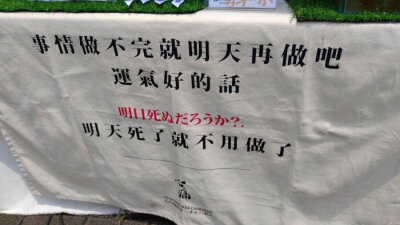 事情做不完就明天再做吧
運氣好的話
明日死ぬだろうか?.
明天死了就不用做了